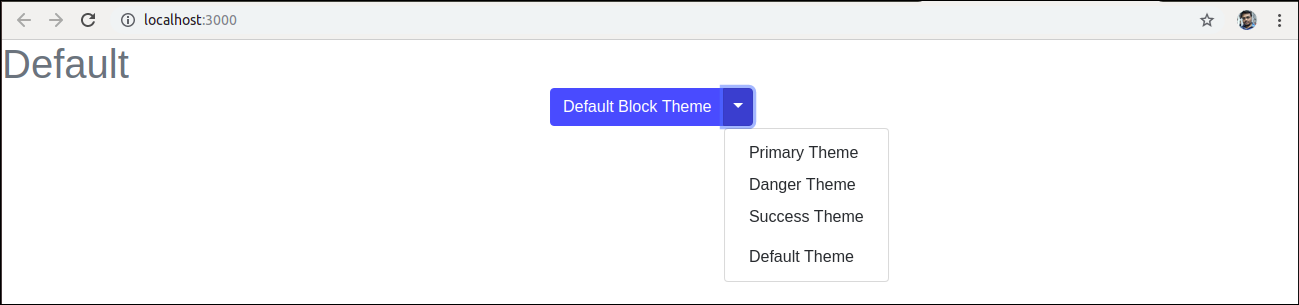 localhost:3000
Default
Default Block Theme
Primary Theme
Danger Theme
Success Theme
Default Theme